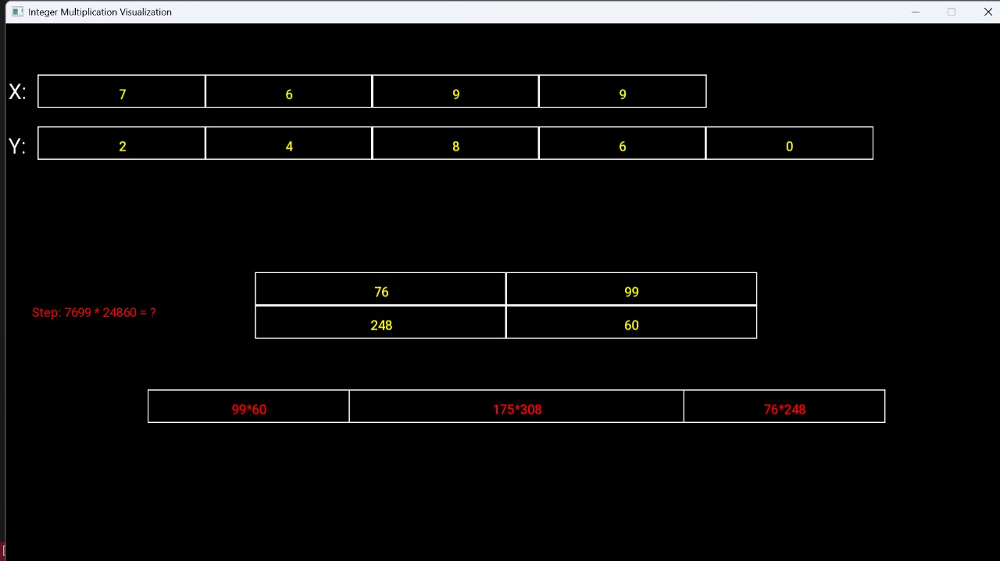 Integer Multiplication Visualization
X: 7 6 9 9
Y: 2 4 8 6 0
76 99
Step: 7699 * 24860 = ?
248 60
99*60 175*308 76*248